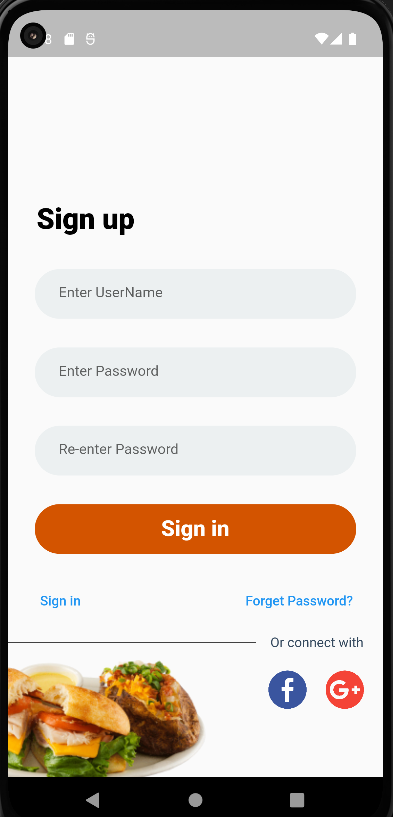 Sign up
Enter UserName
Enter Password
Re-enter Password
Sign in
Sign in Forget Password?
Or connect with
f G+